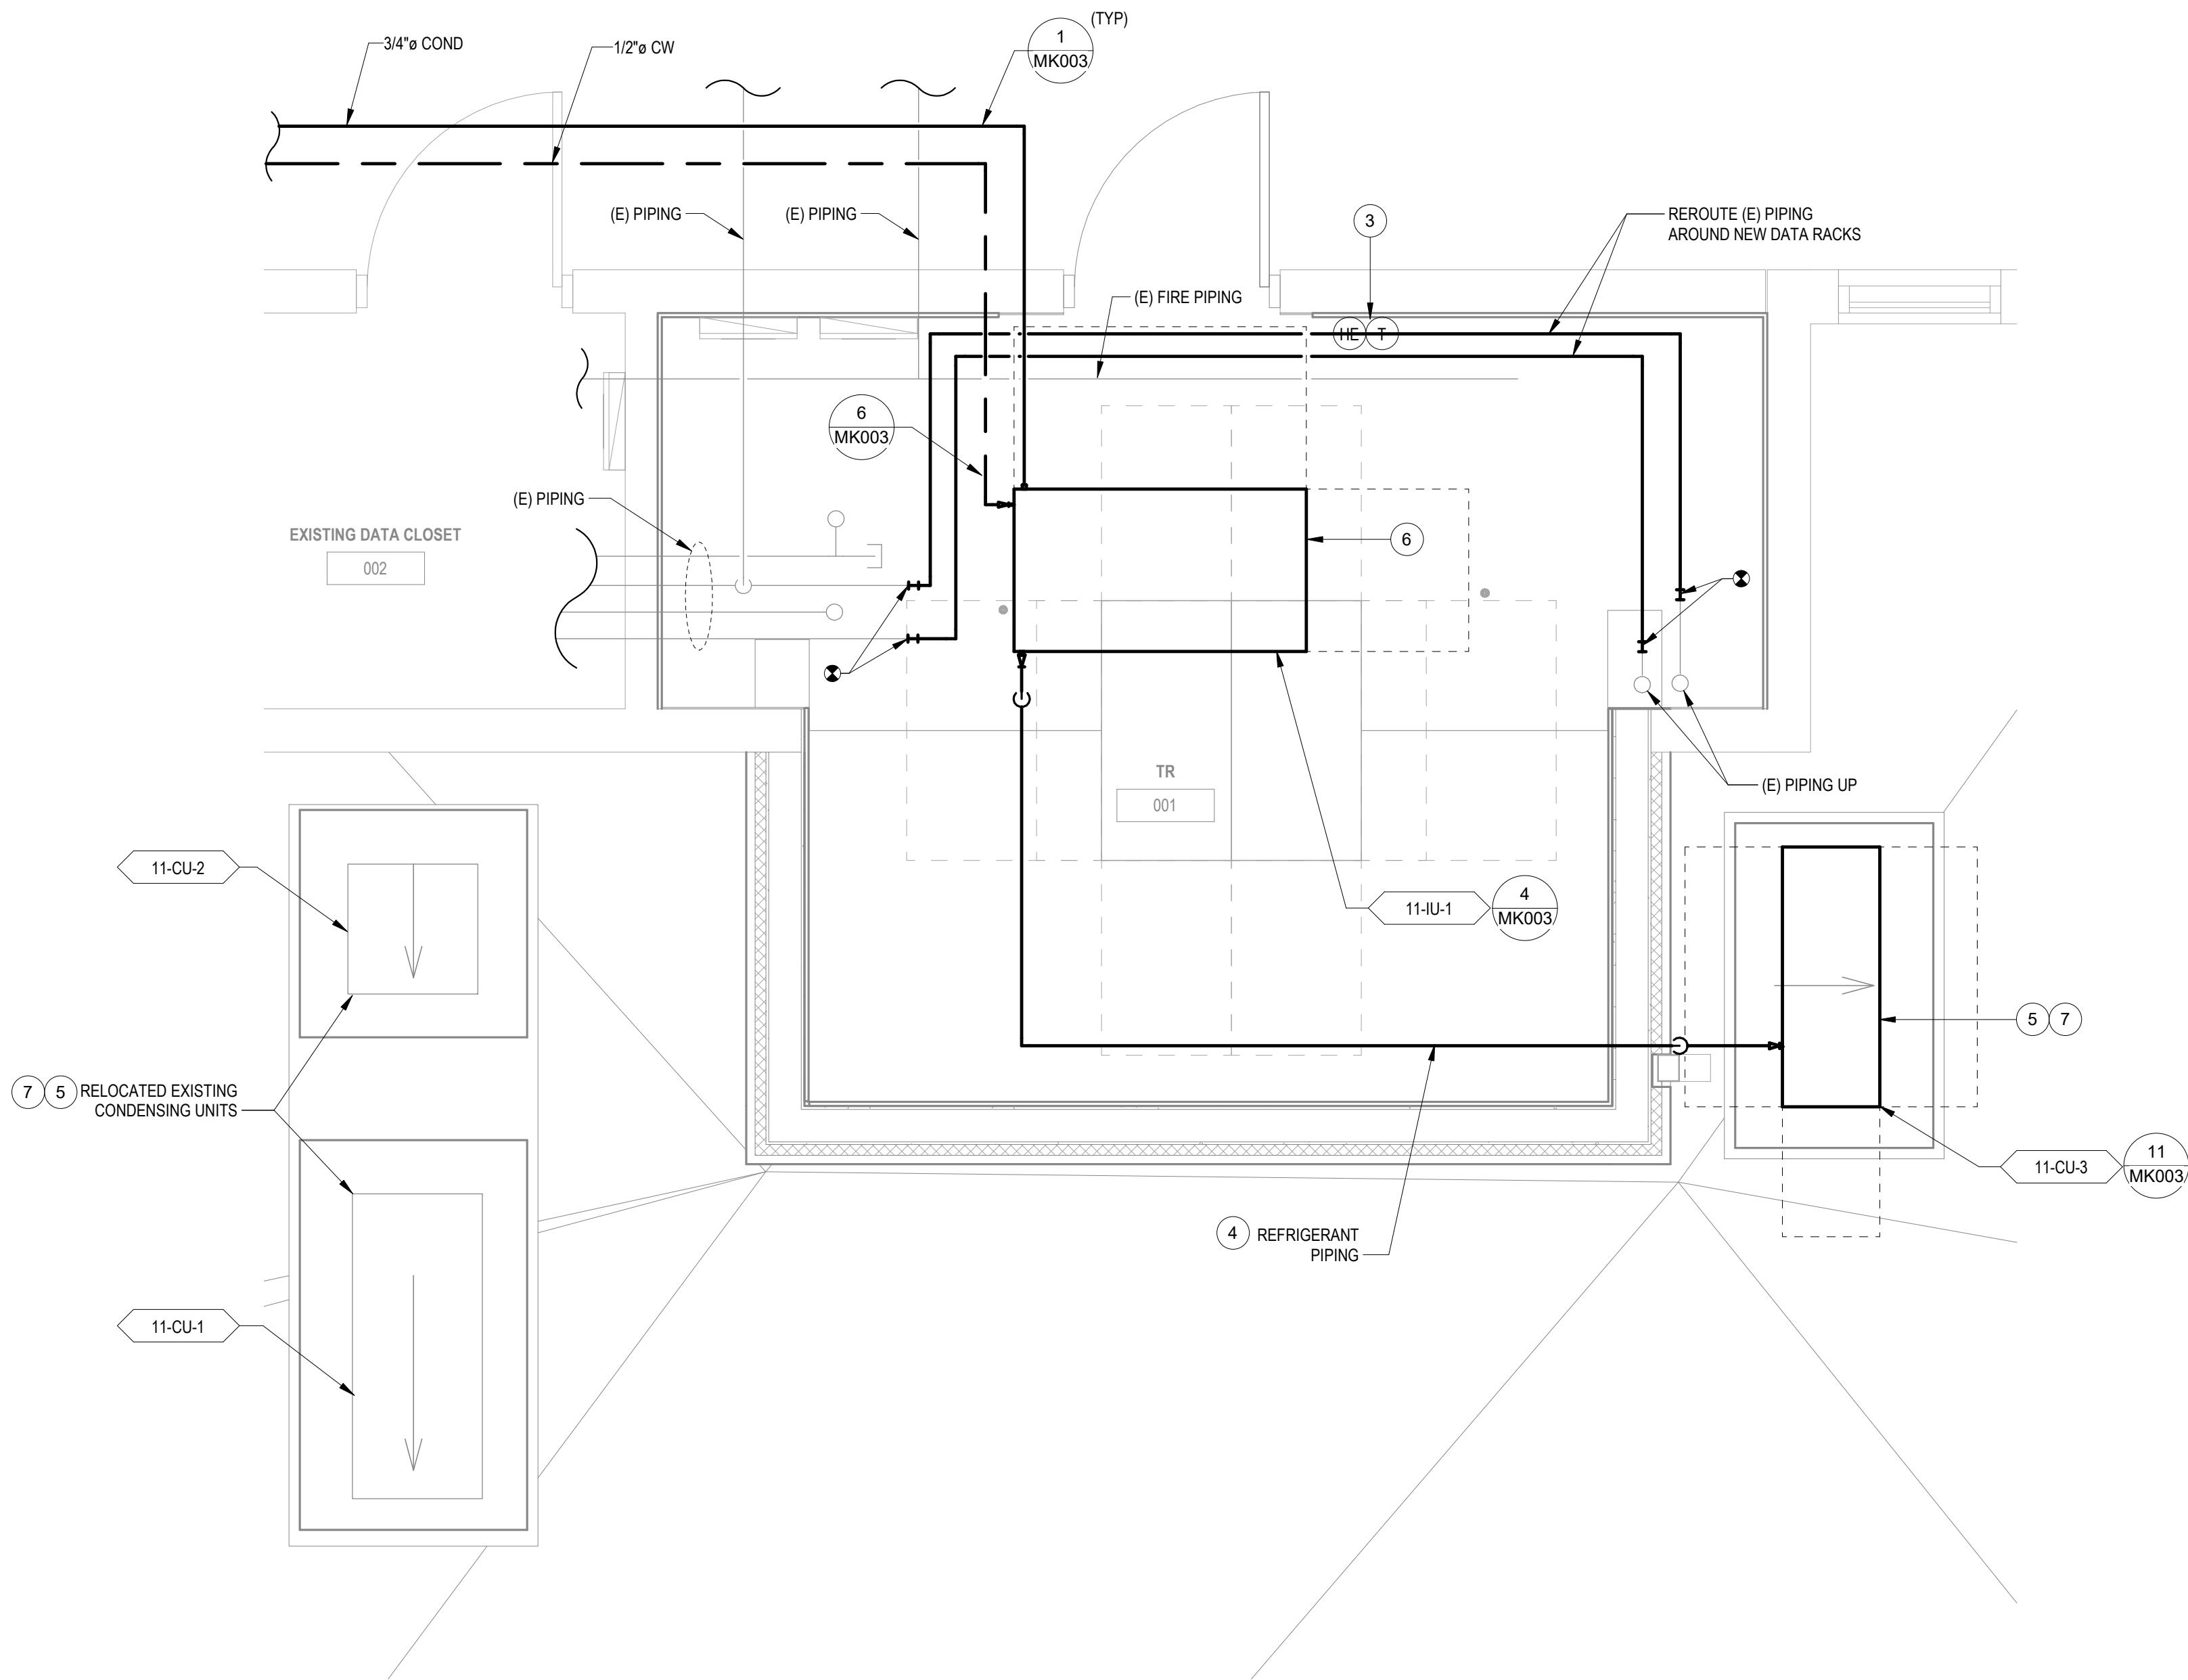 (TYP)
1
MK003
3/4"ø COND
1/2"ø CW
(E) PIPING
(E) PIPING
3
REROUTE (E) PIPING
AROUND NEW DATA RACKS
(E) FIRE PIPING
HE
T
6
MK003
(E) PIPING
EXISTING DATA CLOSET
002
6
TR
001
(E) PIPING UP
11-CU-2
11-IU-1
4
MK003
5
7
7
5
RELOCATED EXISTING
CONDENSING UNITS
11-CU-3
11
MK003
4
REFRIGERANT
PIPING
11-CU-1